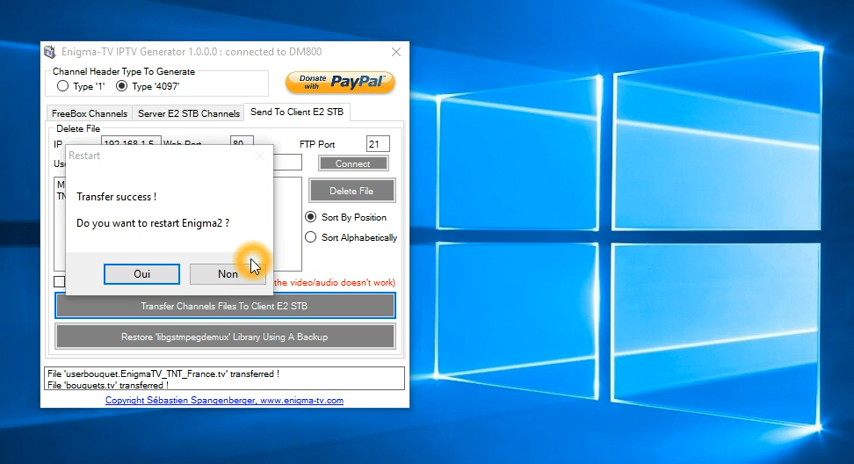 Enigma-TV IPTV Generator 1.0.0.0 : connected to DM800
Channel Header Type To Generate
Type '1' Type '4097'
Donate with PayPal
FreeBox Channels Server E2 STB Channels Send To Client E2 STB
Delete File
IP 192.168.1.5 Web Port 80 FTP Port 21
Connect
Restart
Transfer success !
Do you want to restart Enigma2 ?
Oui Non
Delete File
Sort By Position
Sort Alphabetically
the video/audio doesn't work)
Transfer Channels Files To Client E2 STB
Restore 'libgstmpegdemux' Library Using A Backup
File 'userbouquet.EnigmaTV_TNT_France.tv' transferred !
File 'bouquets.tv' transferred !
Copyright Sébastien Spangenberger, www.enigma-tv.com